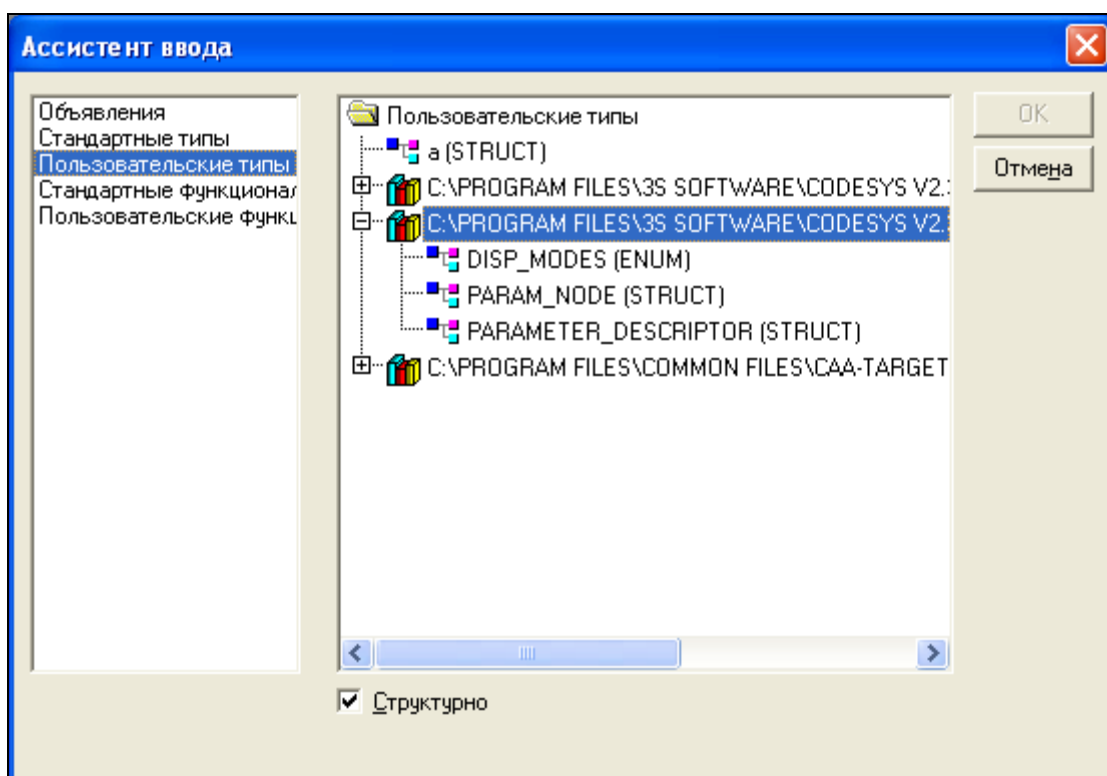 Ассистент ввода
Объявления
Стандартные типы
Пользовательские типы
Стандартные функционал
Пользовательские функц
Пользовательские типы
a (STRUCT)
C:\PROGRAM FILES\3S SOFTWARE\CODESYS V2.
C:\PROGRAM FILES\3S SOFTWARE\CODESYS V2.
DISP_MODES (ENUM)
PARAM_NODE (STRUCT)
PARAMETER_DESCRIPTOR (STRUCT)
C:\PROGRAM FILES\COMMON FILES\CAA-TARGET
OK
Отмена
Структурно